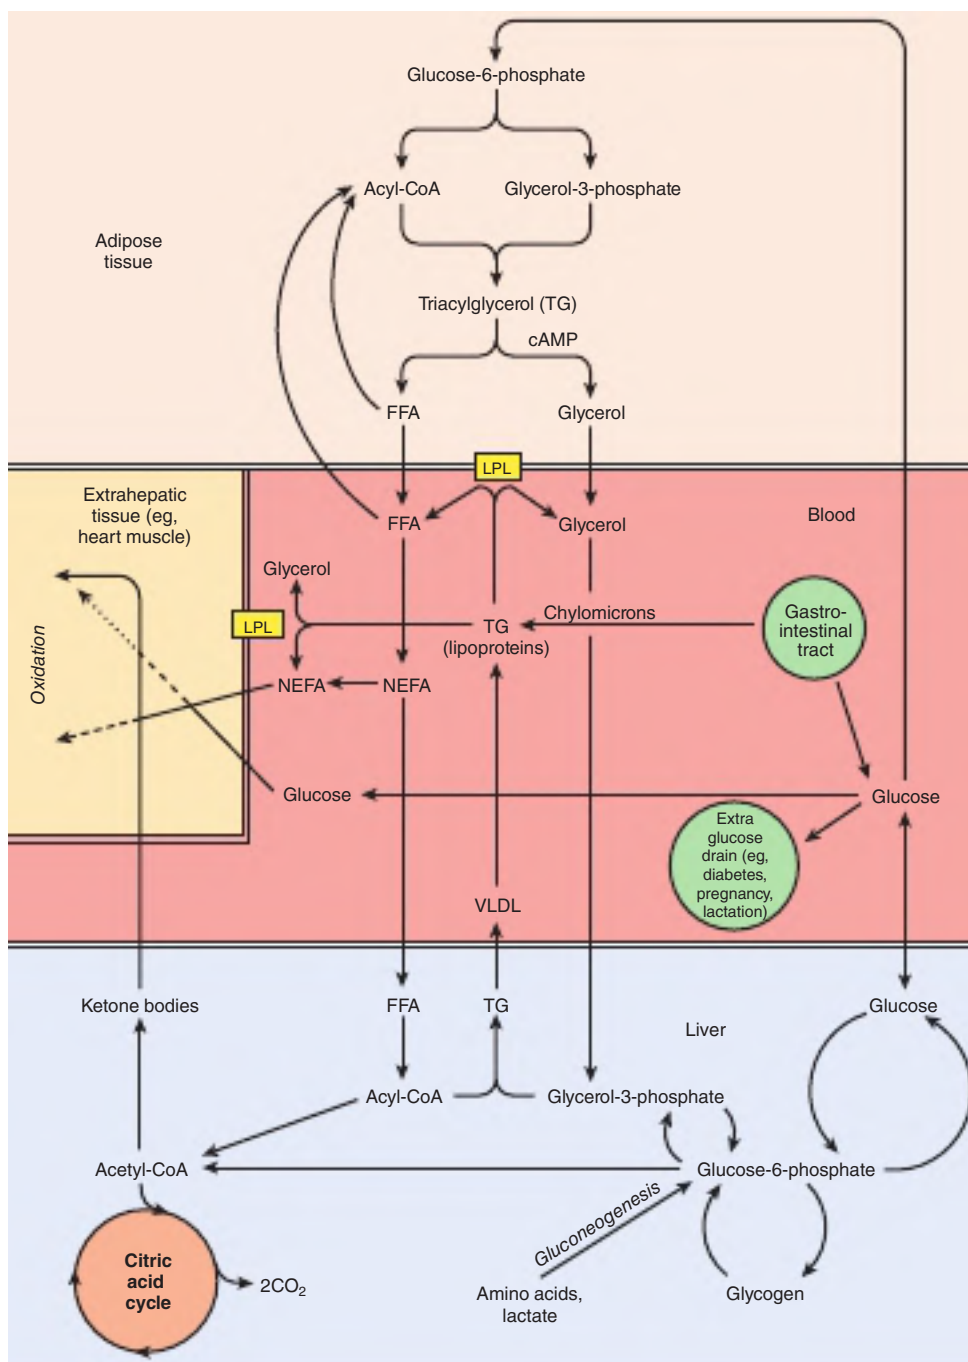 Glucose-6-phosphate
Acyl-CoA
Glycerol-3-phosphate
Adipose
tissue
Triacylglycerol (TG)
cAMP
FFA
Glycerol
LPL
Extrahepatic
tissue (eg,
heart muscle)
Blood
FFA
Glycerol
Glycerol
Chylomicrons
Gastro-
intestinal
tract
LPL
TG
(lipoproteins)
Oxidation
NEFA
NEFA
Glucose
Glucose
Extra
glucose
drain (eg,
diabetes,
pregnancy,
lactation)
VLDL
Ketone bodies
FFA
TG
Glucose
Liver
Acyl-CoA
Glycerol-3-phosphate
Acetyl-CoA
Glucose-6-phosphate
Gluconeogenesis
Citric
acid
cycle
2CO₂
Amino acids,
lactate
Glycogen